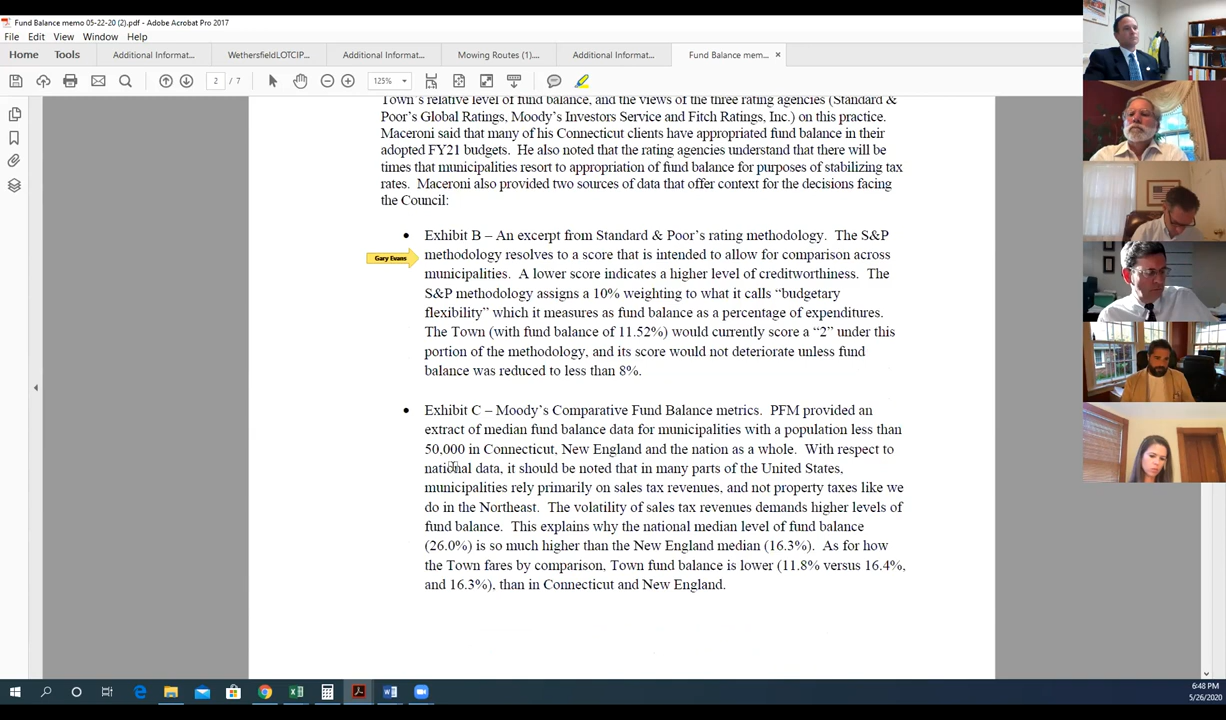 Fund Balance memo 05-22-20 (2).pdf - Adobe Acrobat Pro 2017
File Edit View Window Help
Home Tools Additional Informat... WethersfieldLOTCIP... Additional Informat... Mowing Routes (1).... Additional Informat... Fund Balance mem... ×
2 / 7 125%
Town's relative level of fund balance, and the views of the three rating agencies (Standard &
Poor's Global Ratings, Moody's Investors Service and Fitch Ratings, Inc.) on this practice.
Maceroni said that many of his Connecticut clients have appropriated fund balance in their
adopted FY21 budgets. He also noted that the rating agencies understand that there will be
times that municipalities resort to appropriation of fund balance for purposes of stabilizing tax
rates. Maceroni also provided two sources of data that offer context for the decisions facing
the Council:
• Exhibit B – An excerpt from Standard & Poor's rating methodology. The S&P
Gary Evans
methodology resolves to a score that is intended to allow for comparison across
municipalities. A lower score indicates a higher level of creditworthiness. The
S&P methodology assigns a 10% weighting to what it calls "budgetary
flexibility" which it measures as fund balance as a percentage of expenditures.
The Town (with fund balance of 11.52%) would currently score a "2" under this
portion of the methodology, and its score would not deteriorate unless fund
balance was reduced to less than 8%.
• Exhibit C – Moody's Comparative Fund Balance metrics. PFM provided an
extract of median fund balance data for municipalities with a population less than
50,000 in Connecticut, New England and the nation as a whole. With respect to
national data, it should be noted that in many parts of the United States,
municipalities rely primarily on sales tax revenues, and not property taxes like we
do in the Northeast. The volatility of sales tax revenues demands higher levels of
fund balance. This explains why the national median level of fund balance
(26.0%) is so much higher than the New England median (16.3%). As for how
the Town fares by comparison, Town fund balance is lower (11.8% versus 16.4%,
and 16.3%), than in Connecticut and New England.
6:48 PM
5/26/2020